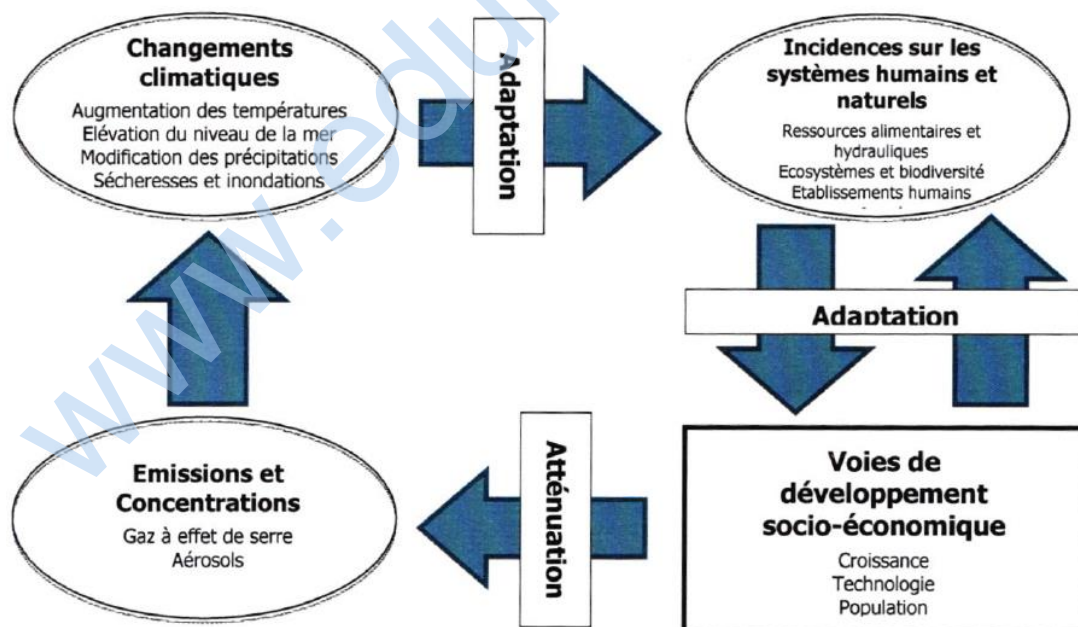 Changements
climatiques
Augmentation des températures
Elévation du niveau de la mer
Modification des précipitations
Sécheresses et inondations
Adaptation
Incidences sur les
systèmes humains et
naturels
Ressources alimentaires et
hydrauliques
Ecosystèmes et biodiversité
Etablissements humains
Adaptation
Emissions et
Concentrations
Gaz à effet de serre
Aérosols
Atténuation
Voies de
développement
socio-économique
Croissance
Technologie
Population
www.edu